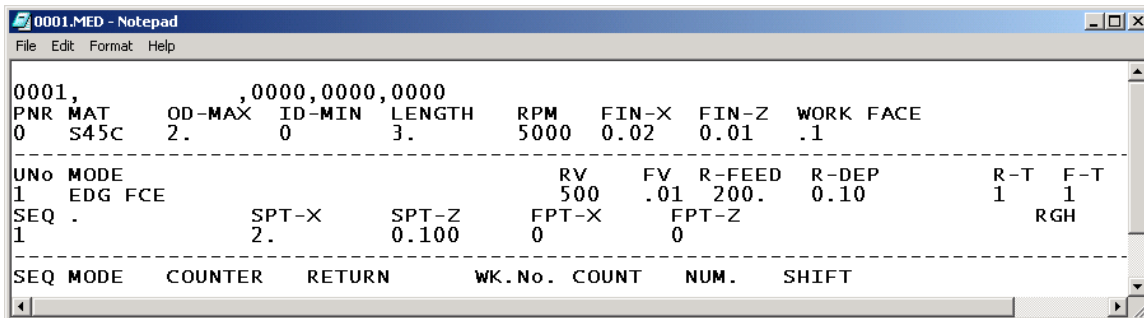 0001.MED - Notepad
File Edit Format Help
0001,               ,0000,0000,0000
PNR MAT     OD-MAX  ID-MIN  LENGTH    RPM    FIN-X  FIN-Z  WORK FACE
0   S45C    2.      0       3.        5000   0.02   0.01   .1
--------------------------------------------------------------------------------
UNo MODE                                 RV    FV  R-FEED  R-DEP          R-T  F-T
1   EDG FCE                              500   .01  200.   0.10           1    1
SEQ .              SPT-X     SPT-Z     FPT-X     FPT-Z                       RGH
1                  2.        0.100     0         0
--------------------------------------------------------------------------------
SEQ MODE    COUNTER   RETURN      WK.No. COUNT    NUM.    SHIFT